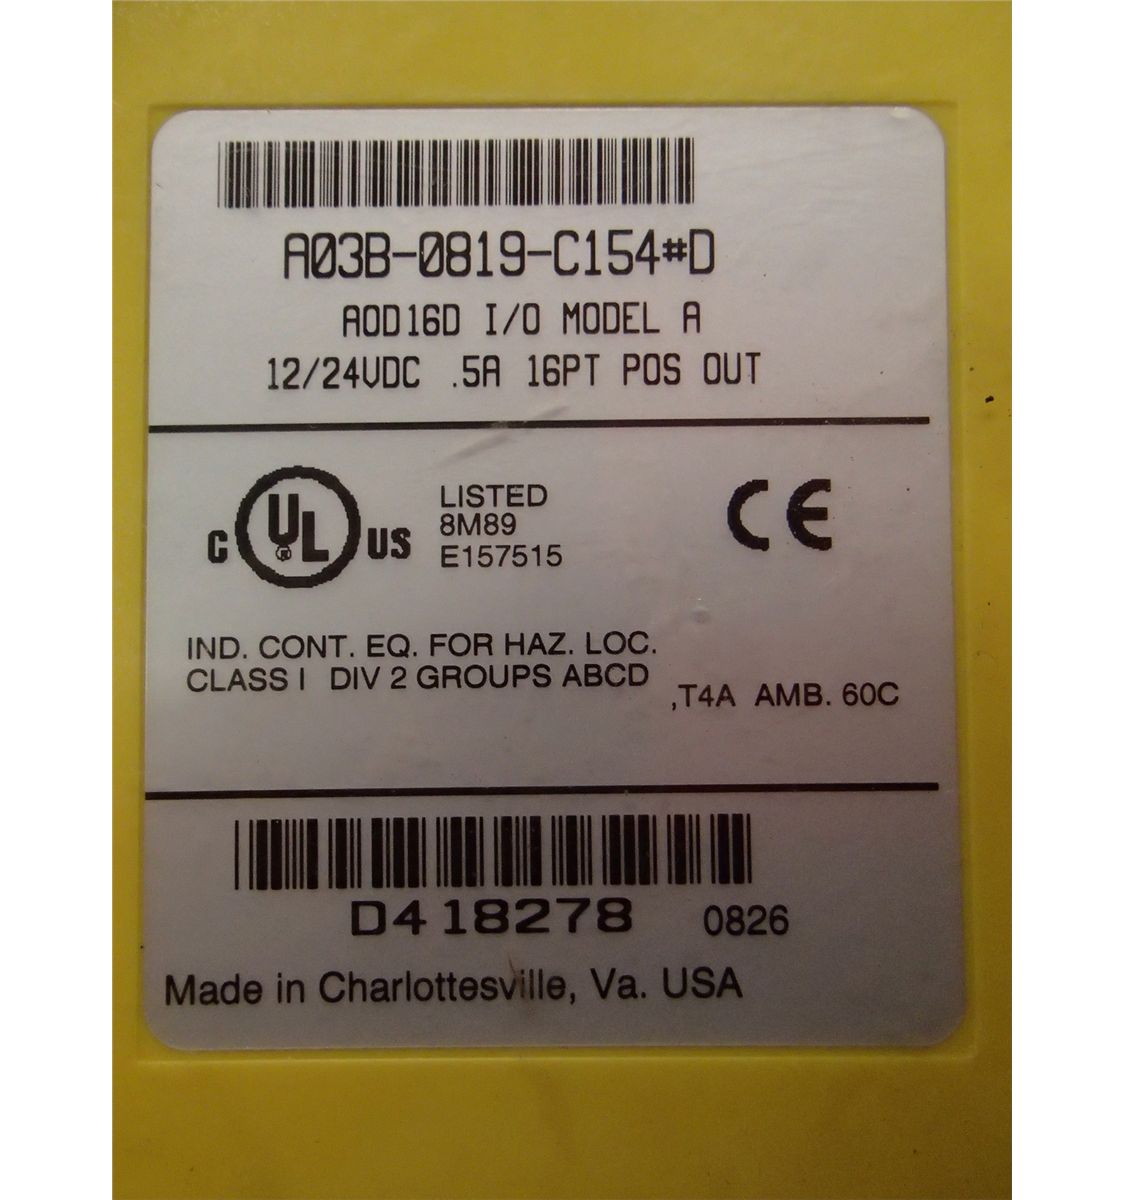 A03B-0819-C154#D
AOD16D I/O MODEL A
12/24VDC .5A 16PT POS OUT
C UL US
LISTED
8M89
E157515
CE
IND. CONT. EQ. FOR HAZ. LOC.
CLASS I DIV 2 GROUPS ABCD
,T4A AMB. 60C
D418278 0826
Made in Charlottesville, Va. USA